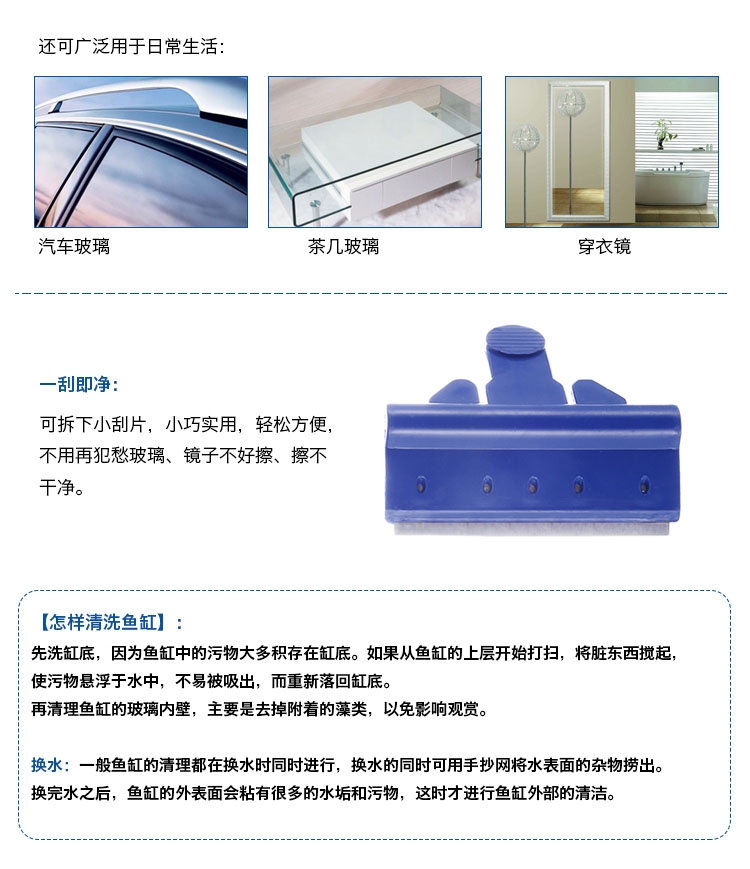 还可广泛用于日常生活：
汽车玻璃
茶几玻璃
穿衣镜
一刮即净：
可拆下小刮片，小巧实用，轻松方便，
不用再犯愁玻璃、镜子不好擦、擦不
干净。
【怎样清洗鱼缸】：
先洗缸底，因为鱼缸中的污物大多积存在缸底。如果从鱼缸的上层开始打扫，将脏东西搅起，
使污物悬浮于水中，不易被吸出，而重新落回缸底。
再清理鱼缸的玻璃内壁，主要是去掉附着的藻类，以免影响观赏。
换水：一般鱼缸的清理都在换水时同时进行，换水的同时可用手抄网将水表面的杂物捞出。
换完水之后，鱼缸的外表面会粘有很多的水垢和污物，这时才进行鱼缸外部的清洁。